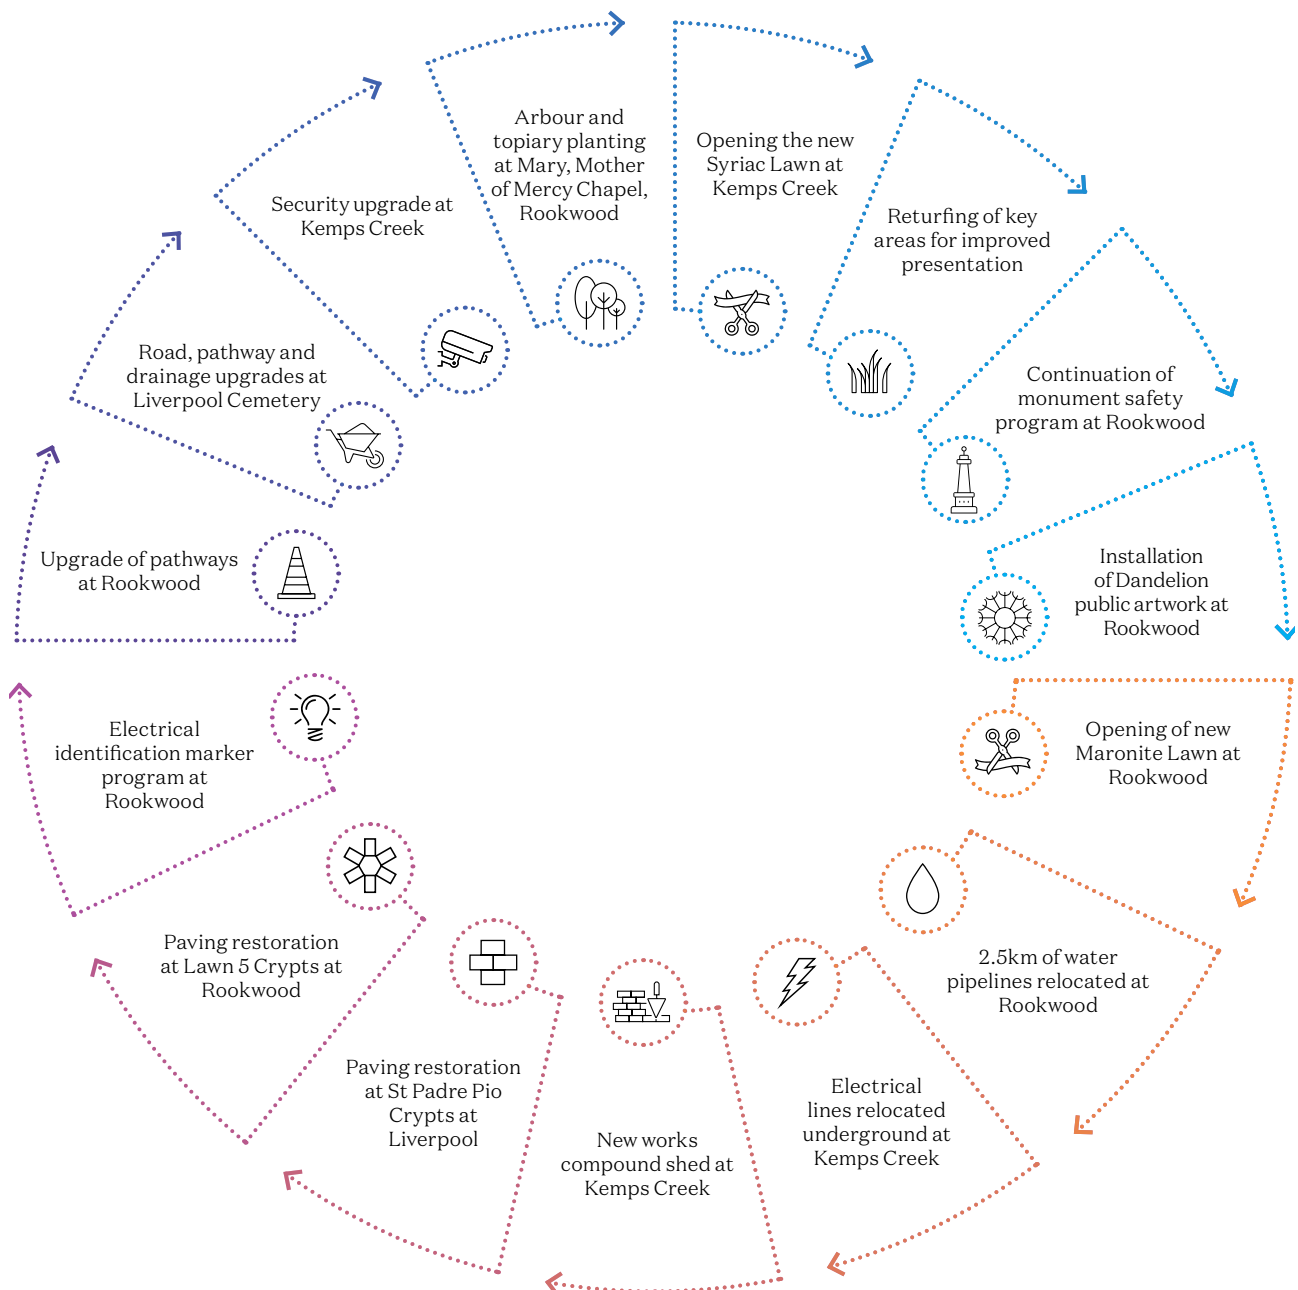 Opening the new
Syriac Lawn at
Kemps Creek
Returfing of key
areas for improved
presentation
Continuation of
monument safety
program at Rookwood
Installation
of Dandelion
public artwork at
Rookwood
Opening of new
Maronite Lawn at
Rookwood
2.5km of water
pipelines relocated at
Rookwood
Electrical
lines relocated
underground at
Kemps Creek
New works
compound shed at
Kemps Creek
Paving restoration
at St Padre Pio
Crypts at
Liverpool
Paving restoration
at Lawn 5 Crypts at
Rookwood
Electrical
identification marker
program at
Rookwood
Upgrade of pathways
at Rookwood
Road, pathway and
drainage upgrades at
Liverpool Cemetery
Security upgrade at
Kemps Creek
Arbour and
topiary planting
at Mary, Mother
of Mercy Chapel,
Rookwood